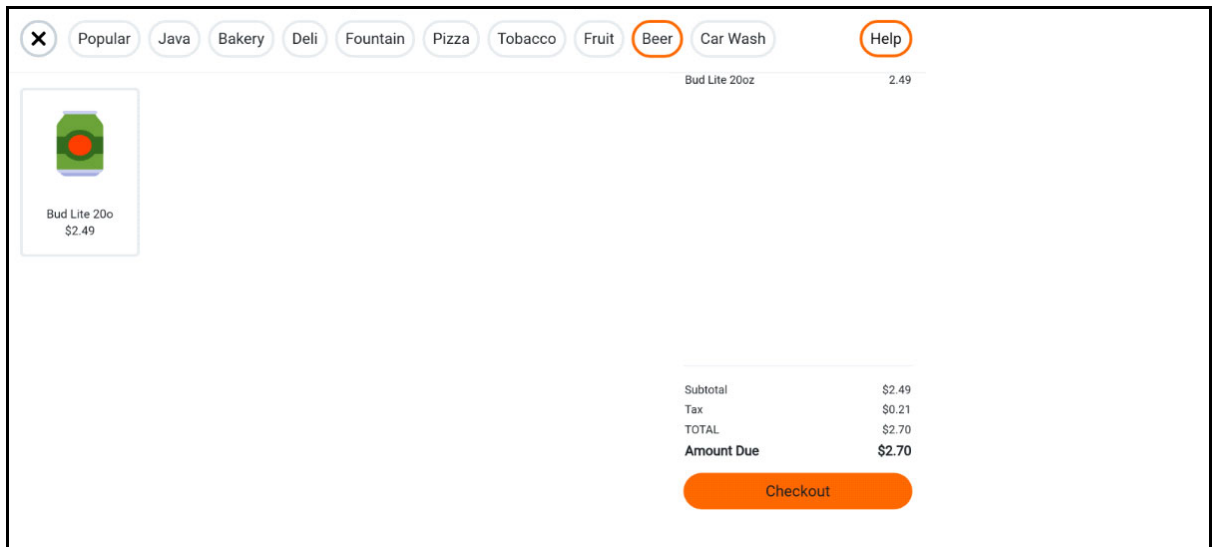 Popular Java Bakery Deli Fountain Pizza Tobacco Fruit Beer Car Wash Help
Bud Lite 20o
$2.49
Bud Lite 20oz 2.49
Subtotal $2.49
Tax $0.21
TOTAL $2.70
Amount Due $2.70
Checkout